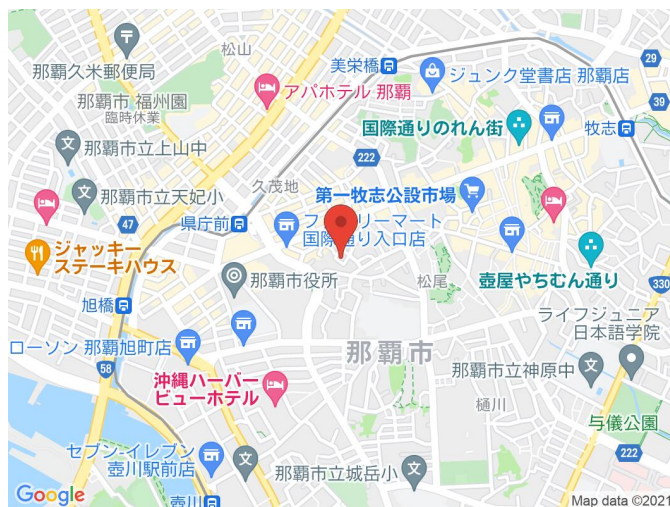 松山
美栄橋
29
那覇久米郵便局
ジュンク堂書店 那覇店
アパホテル 那覇
39
那覇市 福州園
臨時休業
国際通りのれん街
牧志
那覇市立上山中
222
久茂地
第一牧志公設市場
那覇市立天妃小
47
県庁前
国際通り入口店
ジャッキー
ステーキハウス
那覇市役所
松尾
壺屋やちむん通り
330
旭橋
ライフジュニア
日本語学院
ローソン 那覇旭町店
那覇市
58
沖縄ハーバー
ビューホテル
那覇市立神原中
樋川
与儀公園
セブン-イレブン
壺川駅前店
222
那覇市立城岳小
壺川
Google
Map data ©2021